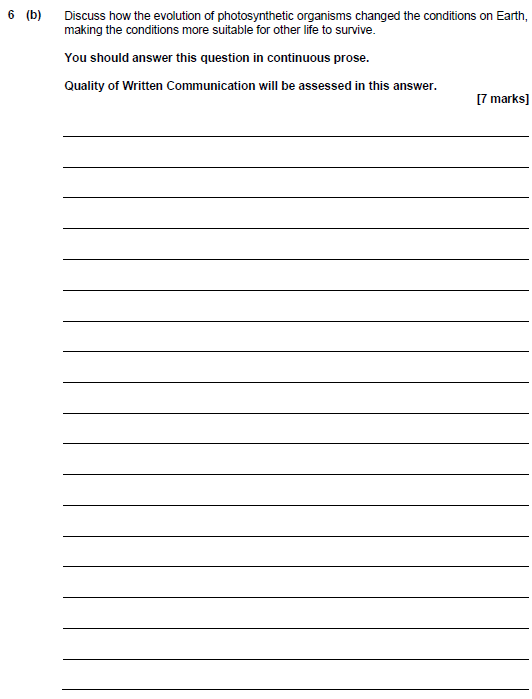 6 (b) Discuss how the evolution of photosynthetic organisms changed the conditions on Earth,
making the conditions more suitable for other life to survive.
You should answer this question in continuous prose.
Quality of Written Communication will be assessed in this answer.
[7 marks]